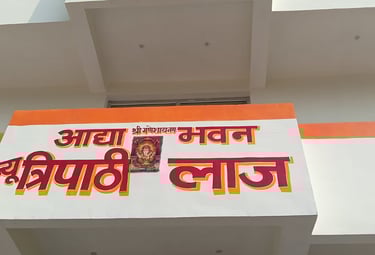 श्री गणेशाय नमः
आद्या भवन
न्यू त्रिपाठी लाज